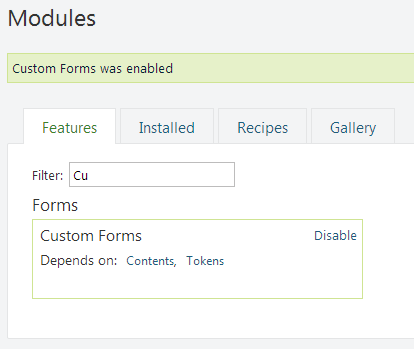 Modules
Custom Forms was enabled
Features Installed Recipes Gallery
Filter: Cu
Forms
Custom Forms Disable
Depends on: Contents, Tokens